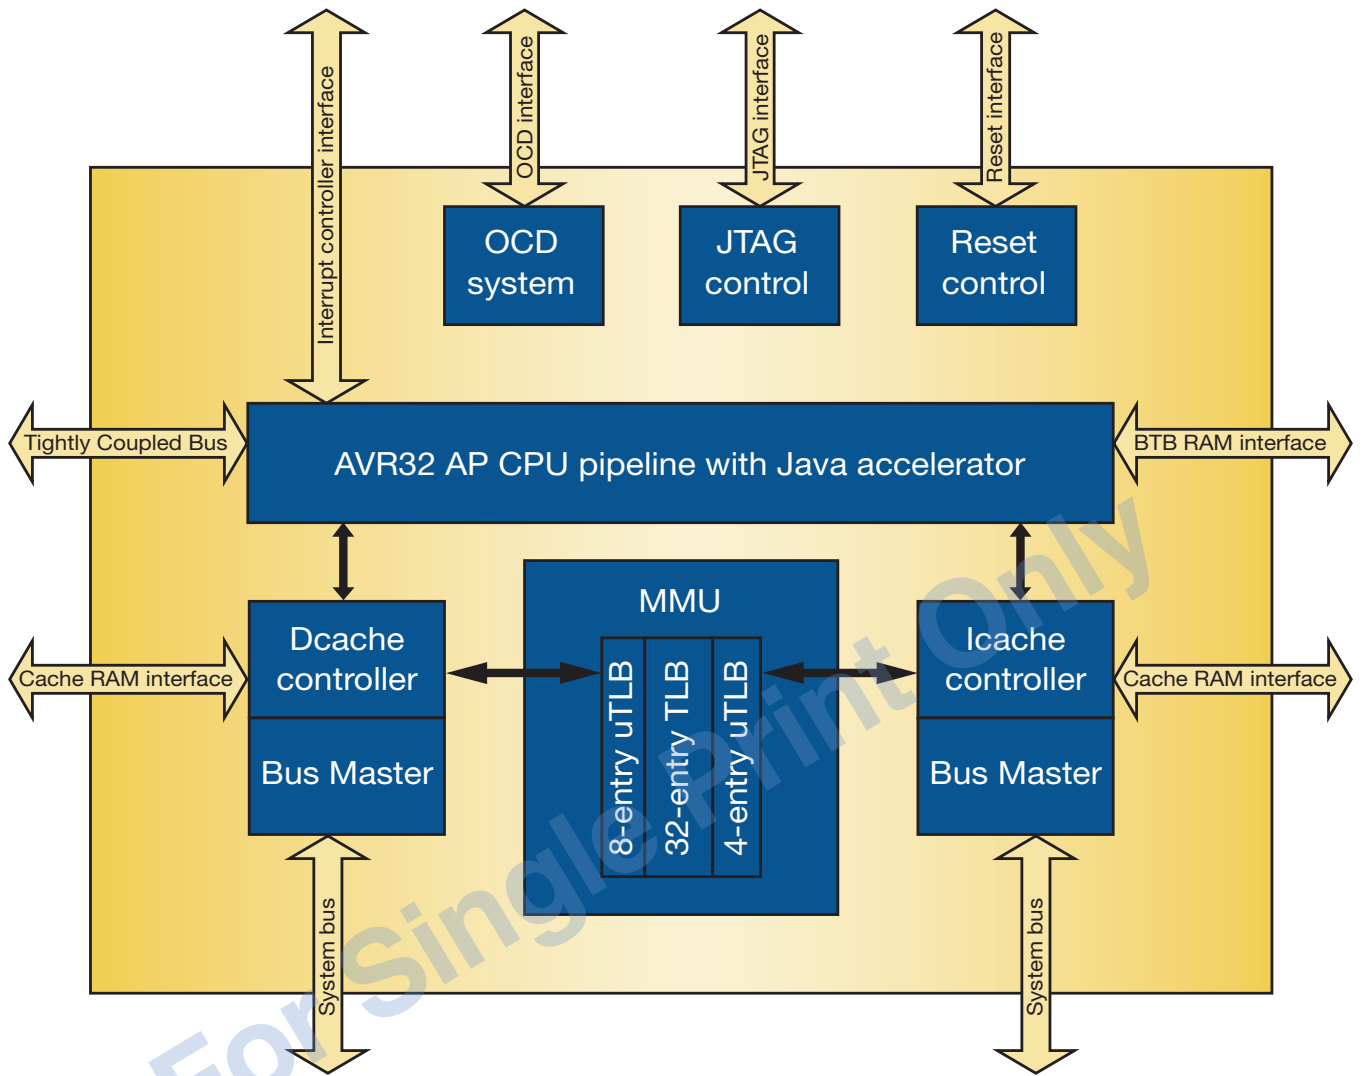 Interrupt controller interface
OCD interface
JTAG interface
Reset interface
OCD
system
JTAG
control
Reset
control
Tightly Coupled Bus
AVR32 AP CPU pipeline with Java accelerator
BTB RAM interface
MMU
Dcache
controller
Icache
controller
Cache RAM interface
8-entry uTLB
32-entry TLB
4-entry uTLB
Cache RAM interface
Bus Master
Bus Master
System bus
System bus
For Single Print Only